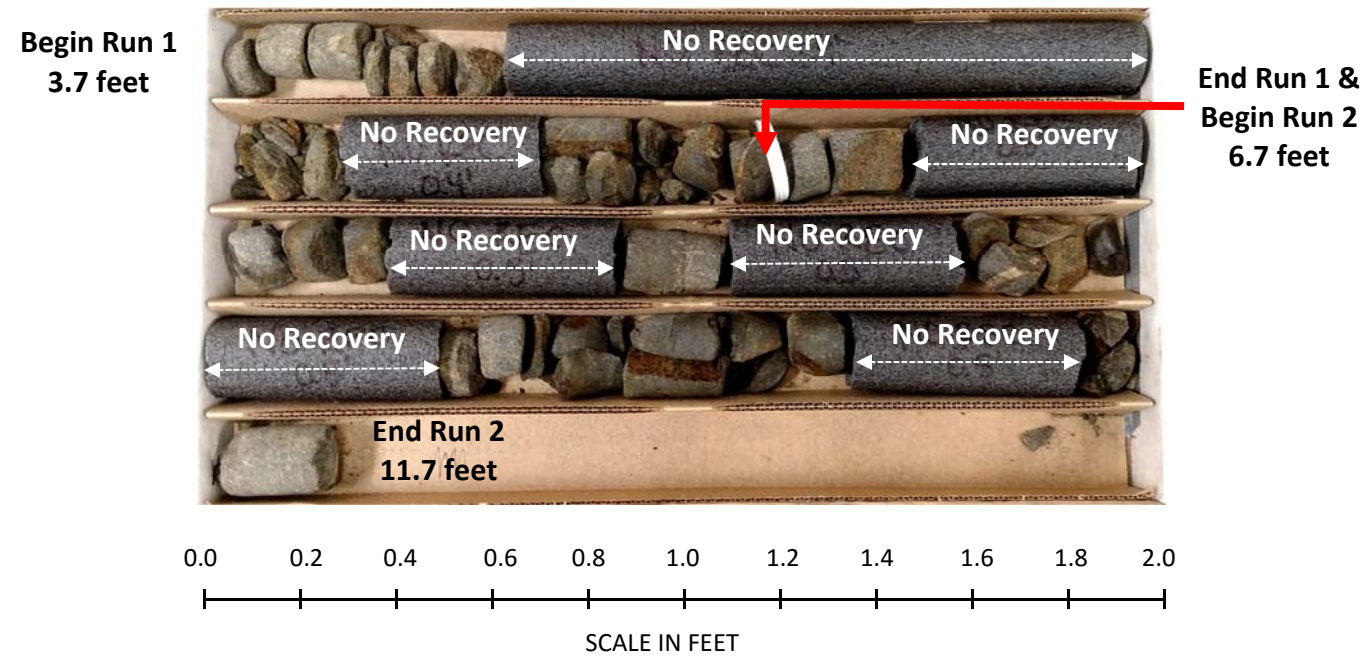 Begin Run 1
3.7 feet
No Recovery
End Run 1 &
Begin Run 2
6.7 feet
No Recovery
No Recovery
0.4'
No Recovery
No Recovery
No Recovery
No Recovery
End Run 2
11.7 feet
0.0 0.2 0.4 0.6 0.8 1.0 1.2 1.4 1.6 1.8 2.0
SCALE IN FEET